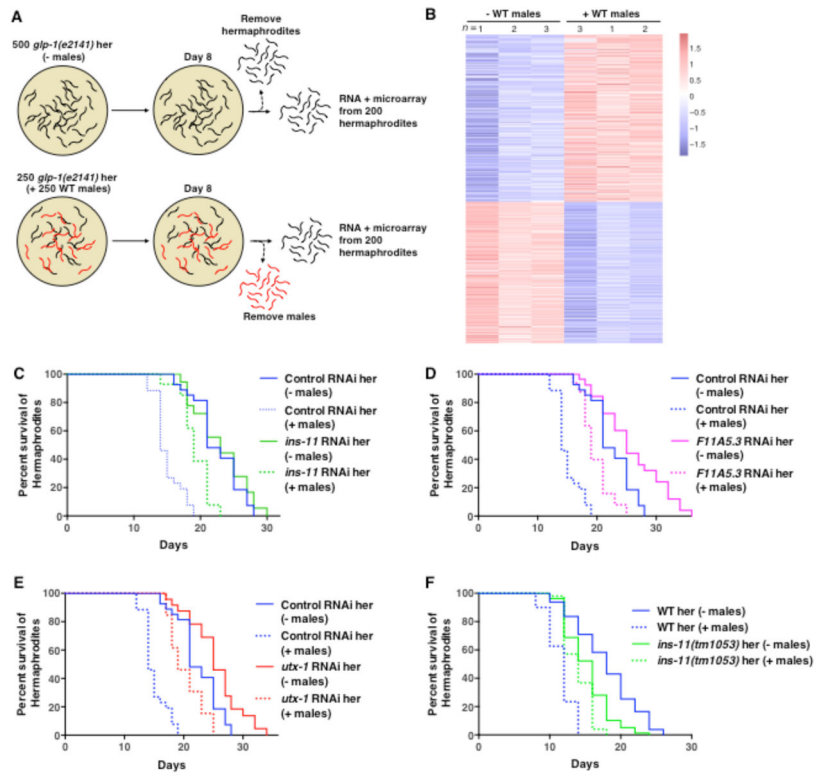 A
500 glp-1(e2141) her
(- males)
Day 8
Remove
hermaphrodites
RNA + microarray
from 200
hermaphrodites
250 glp-1(e2141) her
(+ 250 WT males)
Day 8
RNA + microarray
from 200
hermaphrodites
Remove males
B
- WT males
+ WT males
n = 1 2 3 3 1 2
1.5
1
0.5
0
−0.5
−1
−1.5
C
Percent survival of
Hermaphrodites
100
80
60
40
20
0
0 10 20 30
Days
Control RNAi her
(- males)
Control RNAi her
(+ males)
ins-11 RNAi her
(- males)
ins-11 RNAi her
(+ males)
D
Percent survival of
Hermaphrodites
100
80
60
40
20
0
0 10 20 30
Days
Control RNAi her
(- males)
Control RNAi her
(+ males)
F11A5.3 RNAi her
(- males)
F11A5.3 RNAi her
(+ males)
E
Percent survival of
Hermaphrodites
100
80
60
40
20
0
0 10 20 30
Days
Control RNAi her
(- males)
Control RNAi her
(+ males)
utx-1 RNAi her
(- males)
utx-1 RNAi her
(+ males)
F
Percent survival of
Hermaphrodites
100
80
60
40
20
0
0 10 20 30
Days
WT her (- males)
WT her (+ males)
ins-11(tm1053) her (- males)
ins-11(tm1053) her (+ males)